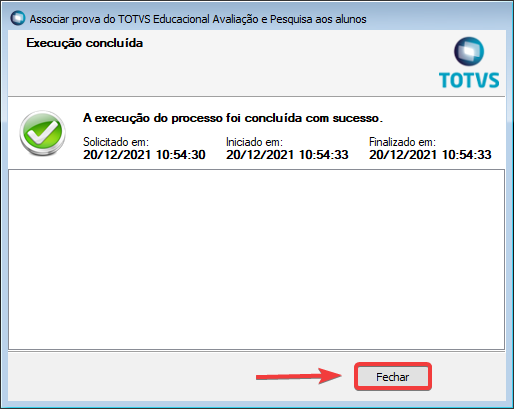 Associar prova do TOTVS Educacional Avaliação e Pesquisa aos alunos
Execução concluída
TOTVS
A execução do processo foi concluída com sucesso.
Solicitado em: Iniciado em: Finalizado em:
20/12/2021 10:54:30 20/12/2021 10:54:33 20/12/2021 10:54:33
Fechar